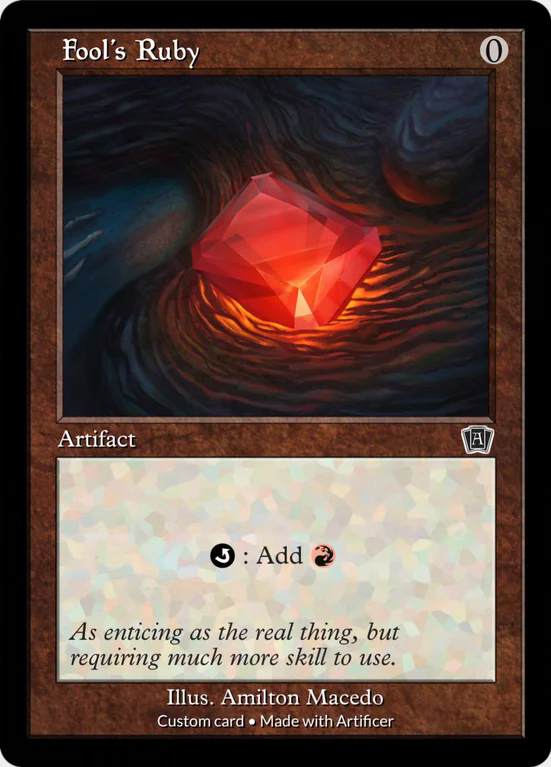 Fool's Ruby 0
Artifact
A
: Add
As enticing as the real thing, but
requiring much more skill to use.
Illus. Amilton Macedo
Custom card • Made with Artificer